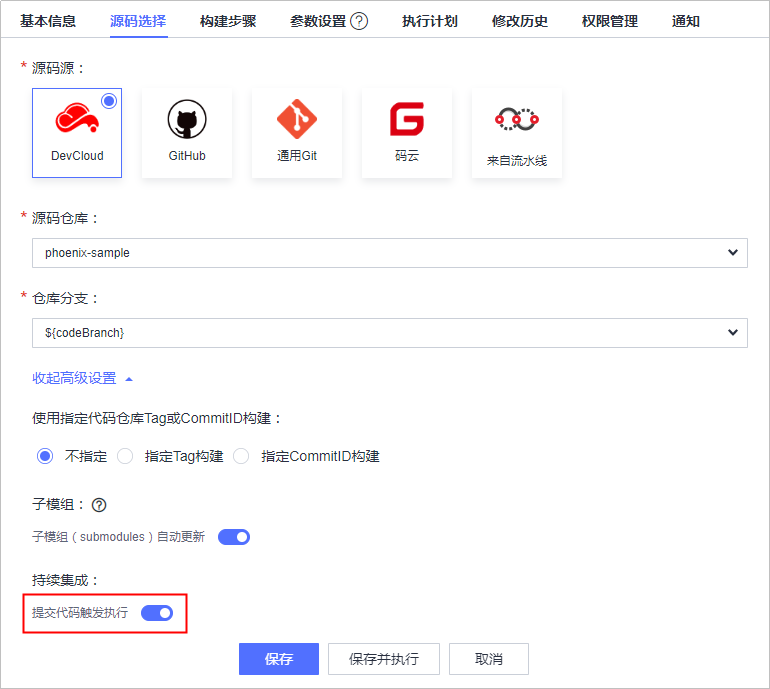 基本信息 源码选择 构建步骤 参数设置 ? 执行计划 修改历史 权限管理 通知
* 源码源：
DevCloud GitHub 通用Git 码云 来自流水线
* 源码仓库：
phoenix-sample
* 仓库分支：
${codeBranch}
收起高级设置
使用指定代码仓库Tag或CommitID构建：
不指定 指定Tag构建 指定CommitID构建
子模组： ?
子模组（submodules）自动更新
持续集成：
提交代码触发执行
保存 保存并执行 取消